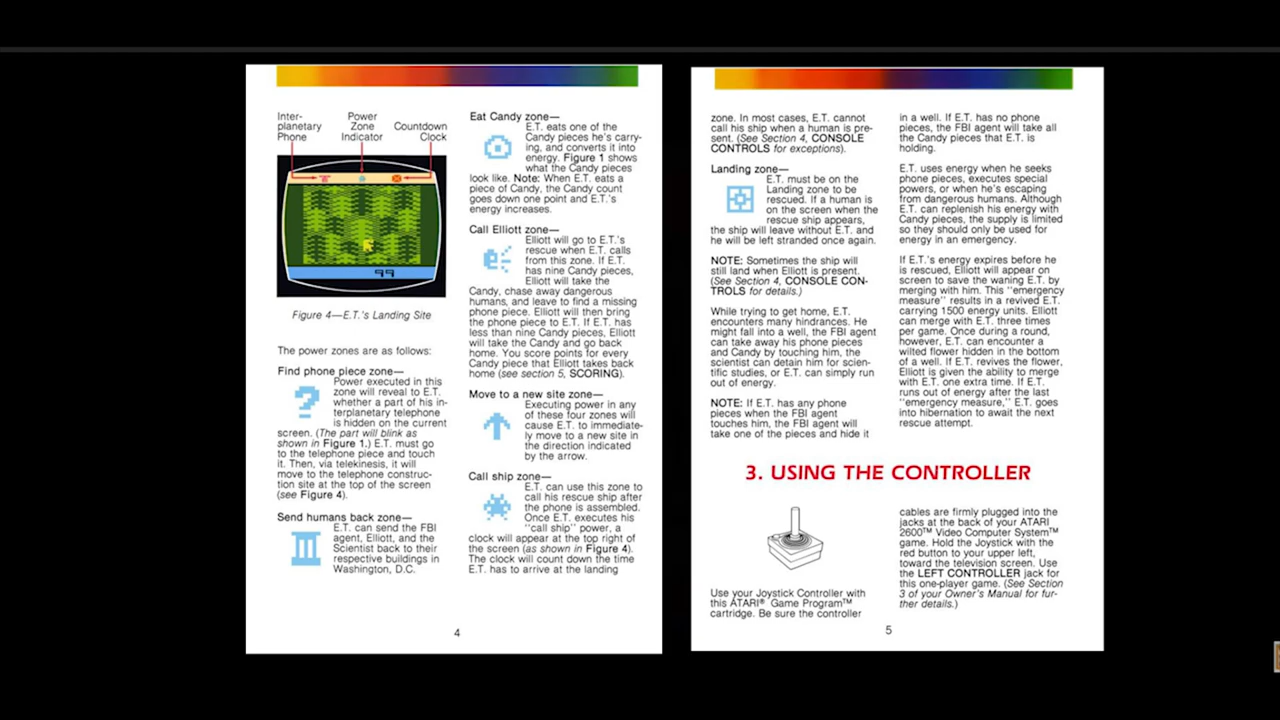 Inter-
planetary
Phone
Power
Zone
Indicator
Countdown
Clock
99
Figure 4—E.T.'s Landing Site
The power zones are as follows:
Find phone piece zone—
Power executed in this
zone will reveal to E.T.
whether a part of his in-
terplanetary telephone
is hidden on the current
screen. (The part will blink as
shown in Figure 1.) E.T. must go
to the telephone piece and touch
it. Then, via telekinesis, it will
move to the telephone construc-
tion site at the top of the screen
(see Figure 4).
Send humans back zone—
E.T. can send the FBI
agent, Elliott, and the
Scientist back to their
respective buildings in
Washington, D.C.
Eat Candy zone—
E.T. eats one of the
Candy pieces he's carry-
ing, and converts it into
energy. Figure 1 shows
what the Candy pieces
look like. Note: When E.T. eats a
piece of Candy, the Candy count
goes down one point and E.T.'s
energy increases.
Call Elliott zone—
Elliott will go to E.T.'s
rescue when E.T. calls
from this zone. If E.T.
has nine Candy pieces,
Elliott will take the
Candy, chase away dangerous
humans, and leave to find a missing
phone piece. Elliott will then bring
the phone piece to E.T. If E.T. has
less than nine Candy pieces, Elliott
will take the Candy and go back
home. You score points for every
Candy piece that Elliott takes back
home (see section 5, SCORING).
Move to a new site zone—
Executing power in any
of these four zones will
cause E.T. to immediate-
ly move to a new site in
the direction indicated
by the arrow.
Call ship zone—
E.T. can use this zone to
call his rescue ship after
the phone is assembled.
Once E.T. executes his
"call ship" power, a
clock will appear at the top right of
the screen (as shown in Figure 4).
The clock will count down the time
E.T. has to arrive at the landing
4
zone. In most cases, E.T. cannot
call his ship when a human is pre-
sent. (See Section 4, CONSOLE
CONTROLS for exceptions).
Landing zone—
E.T. must be on the
Landing zone to be
rescued. If a human is
on the screen when the
rescue ship appears,
the ship will leave without E.T. and
he will be left stranded once again.
NOTE: Sometimes the ship will
still land when Elliott is present.
(See Section 4, CONSOLE CON-
TROLS for details.)
While trying to get home, E.T.
encounters many hindrances. He
might fall into a well, the FBI agent
can take away his phone pieces
and Candy by touching him, the
scientist can detain him for scien-
tific studies, or E.T. can simply run
out of energy.
NOTE: If E.T. has any phone
pieces when the FBI agent
touches him, the FBI agent will
take one of the pieces and hide it
in a well. If E.T. has no phone
pieces, the FBI agent will take all
the Candy pieces that E.T. is
holding.
E.T. uses energy when he seeks
phone pieces, executes special
powers, or when he's escaping
from dangerous humans. Although
E.T. can replenish his energy with
Candy pieces, the supply is limited
so they should only be used for
energy in an emergency.
If E.T.'s energy expires before he
is rescued, Elliott will appear on
screen to save the waning E.T. by
merging with him. This "emergency
measure" results in a revived E.T.
carrying 1500 energy units. Elliott
can merge with E.T. three times
per game. Once during a round,
however, E.T. can encounter a
wilted flower hidden in the bottom
of a well. If E.T. revives the flower,
Elliott is given the ability to merge
with E.T. one extra time. If E.T.
runs out of energy after the last
"emergency measure," E.T. goes
into hibernation to await the next
rescue attempt.
3. USING THE CONTROLLER
Use your Joystick Controller with
this ATARI® Game Program™
cartridge. Be sure the controller
cables are firmly plugged into the
jacks at the back of your ATARI
2600™ Video Computer System™
game. Hold the Joystick with the
red button to your upper left,
toward the television screen. Use
the LEFT CONTROLLER jack for
this one-player game. (See Section
3 of your Owner's Manual for fur-
ther details.)
5